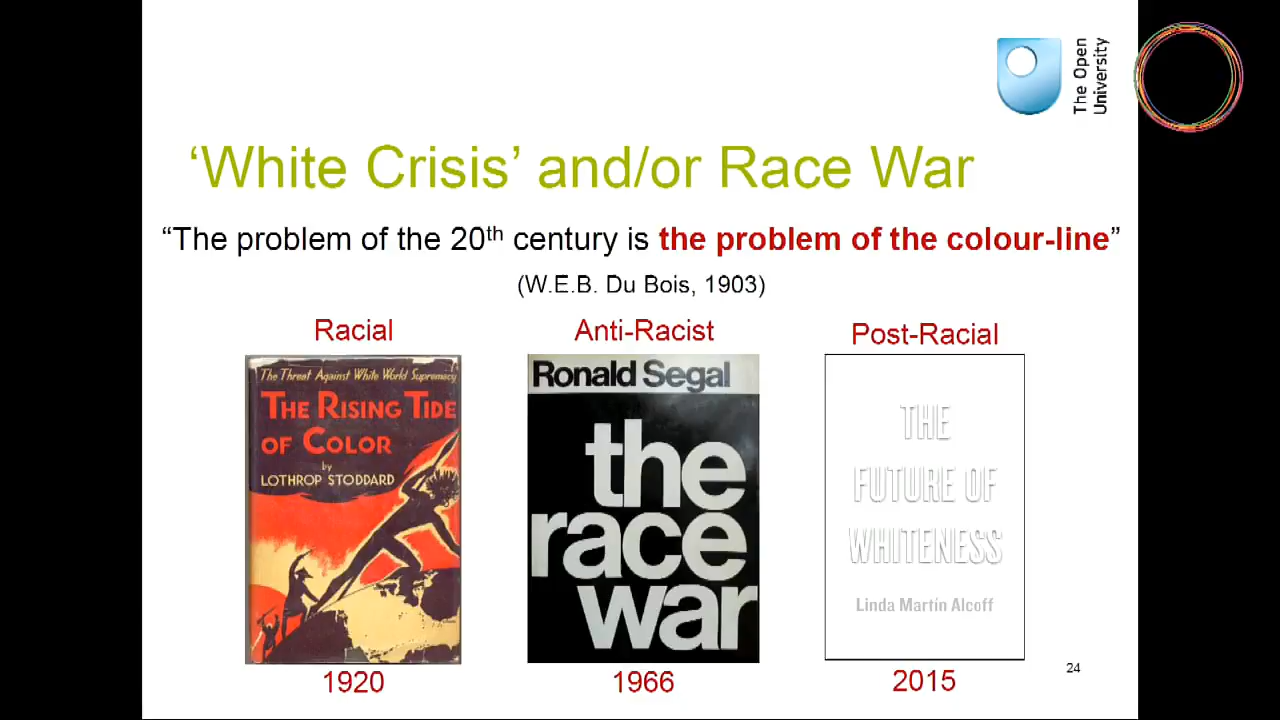 The Open
University
‘White Crisis’ and/or Race War
“The problem of the 20th century is the problem of the colour-line”
(W.E.B. Du Bois, 1903)
Racial
Anti-Racist
Post-Racial
The Threat Against White World Supremacy
THE RISING TIDE
OF COLOR
by
LOTHROP STODDARD
Ronald Segal
the
race
war
THE
FUTURE OF
WHITENESS
Linda Martín Alcoff
1920
1966
2015
24